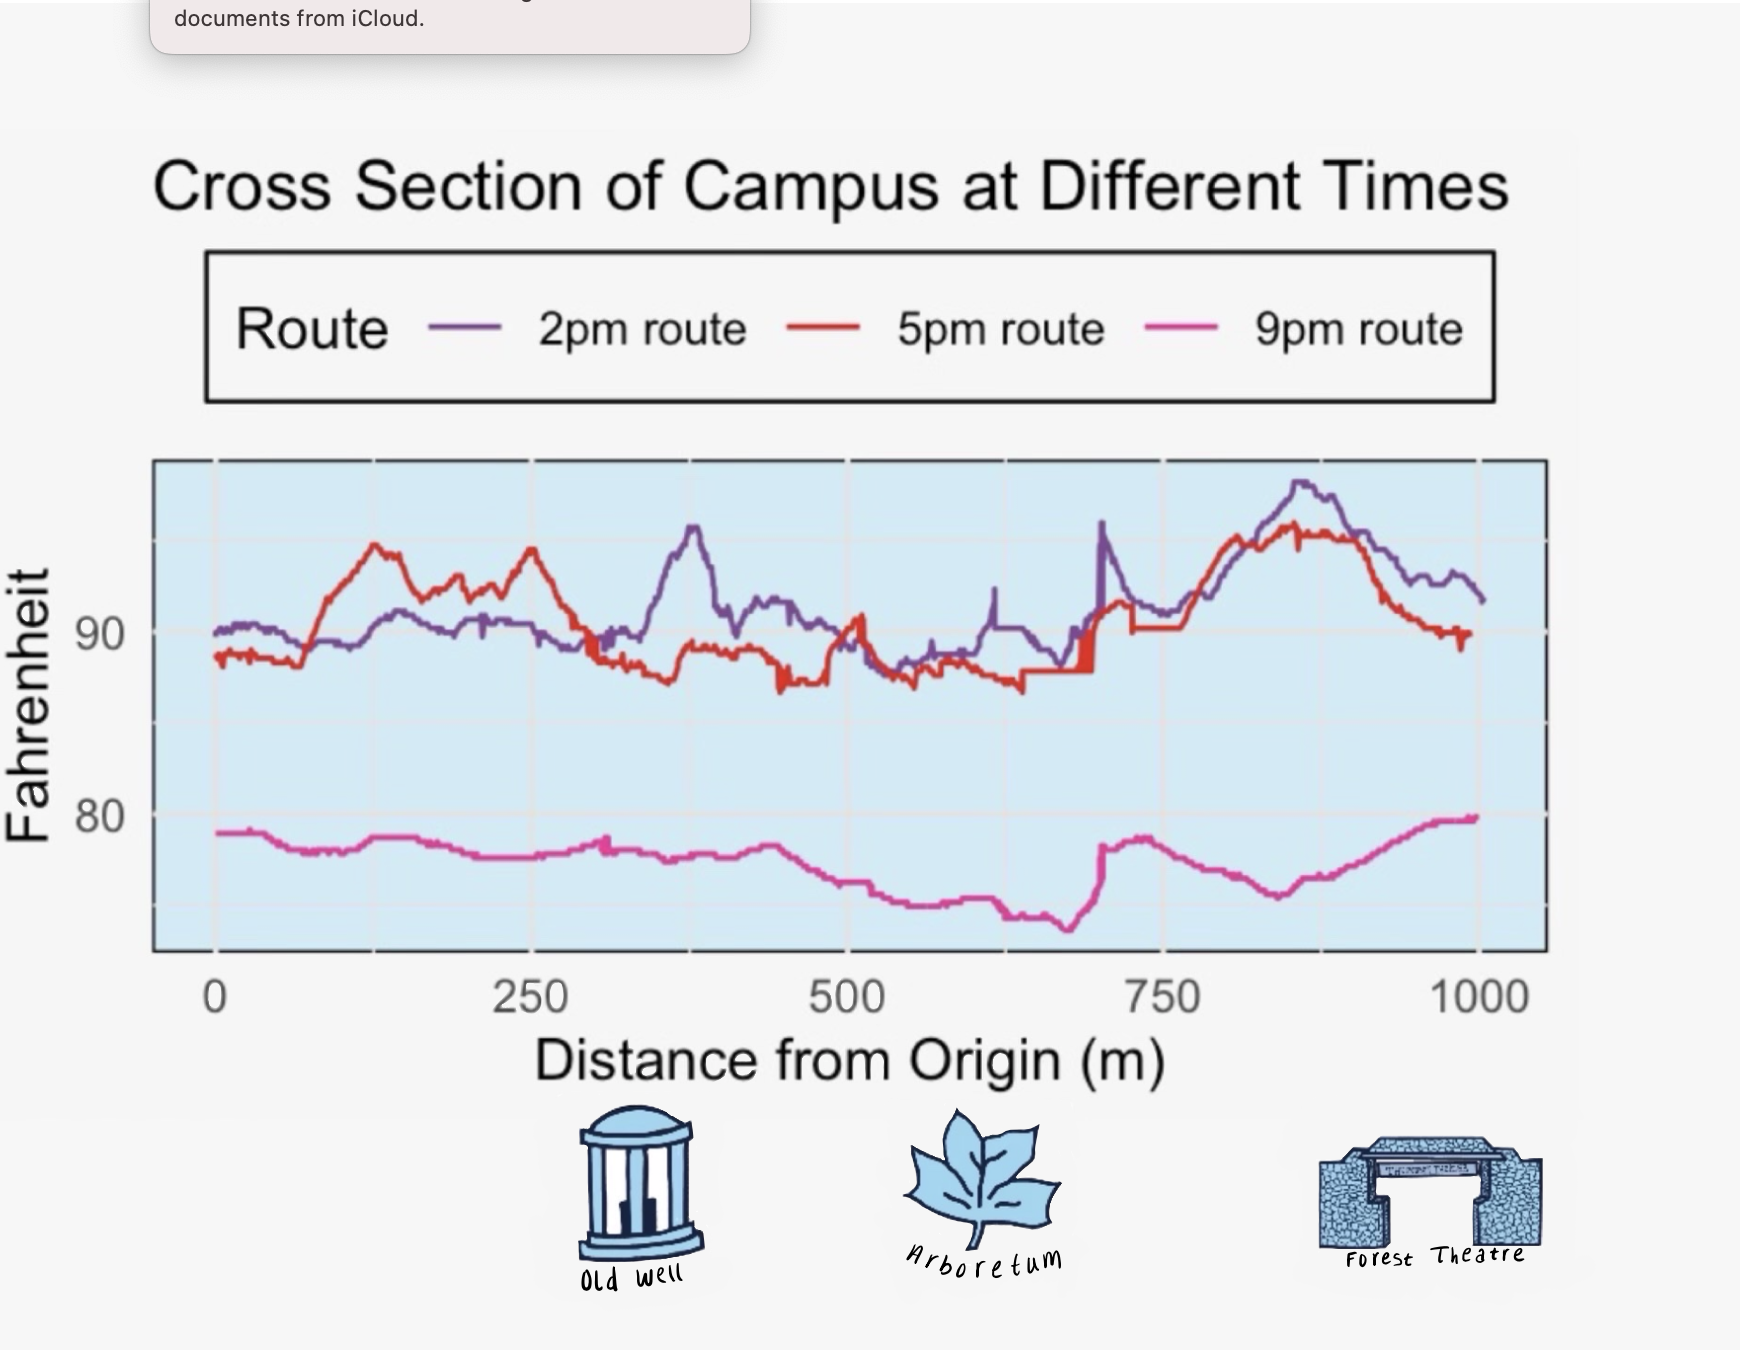 documents from iCloud.
Cross Section of Campus at Different Times
Route 2pm route 5pm route 9pm route
Fahrenheit
90
80
0 250 500 750 1000
Distance from Origin (m)
Old Well
Arboretum
Forest Theatre